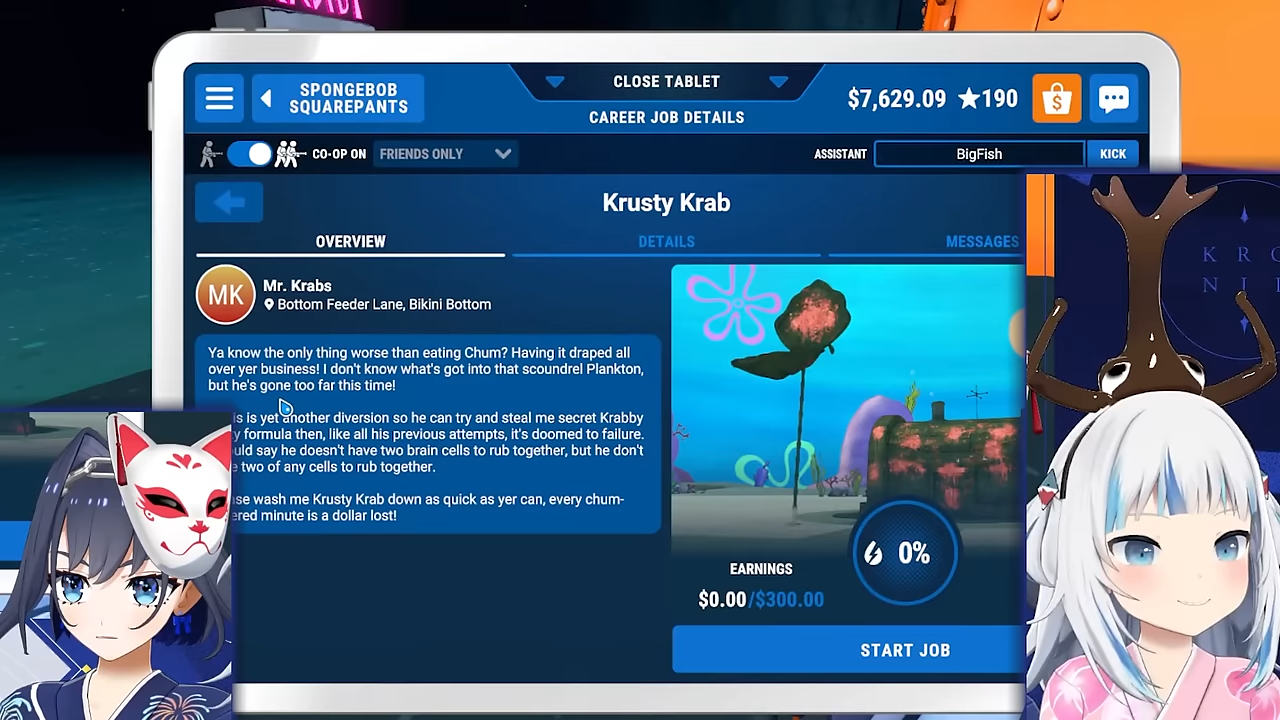 SPONGEBOB
SQUAREPANTS
CLOSE TABLET
CAREER JOB DETAILS
$7,629.09 ★190
CO-OP ON
FRIENDS ONLY
ASSISTANT
BigFish
KICK
Krusty Krab
OVERVIEW
DETAILS
MESSAGES
MK
Mr. Krabs
Bottom Feeder Lane, Bikini Bottom
Ya know the only thing worse than eating Chum? Having it draped all
over yer business! I don't know what's got into that scoundrel Plankton,
but he's gone too far this time!
is yet another diversion so he can try and steal me secret Krabby
formula then, like all his previous attempts, it's doomed to failure.
say he doesn't have two brain cells to rub together, but he don't
two of any cells to rub together.
wash me Krusty Krab down as quick as yer can, every chum-
minute is a dollar lost!
0%
EARNINGS
$0.00/$300.00
START JOB